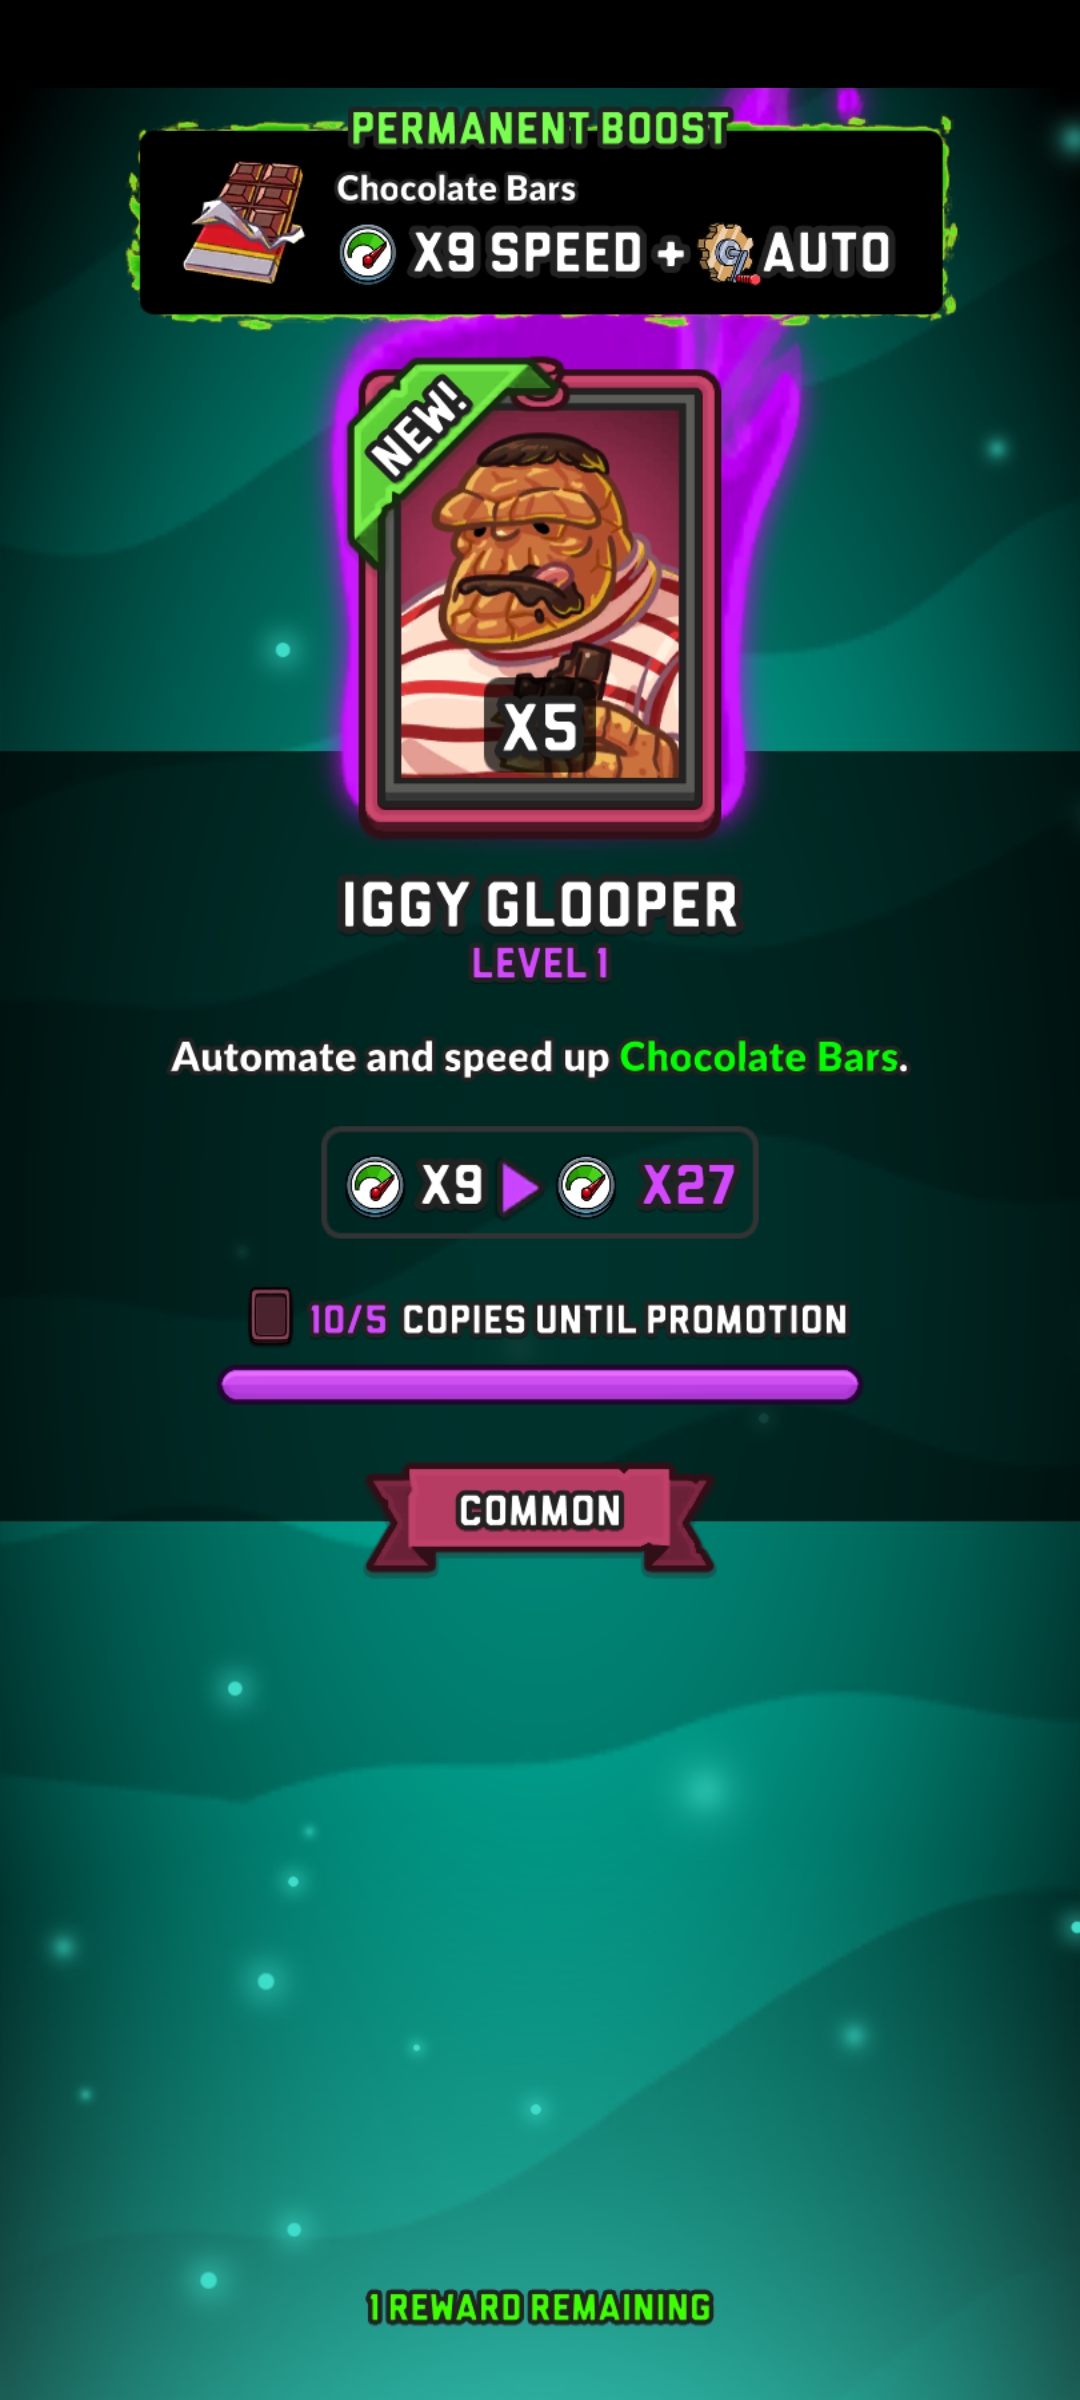 PERMANENT BOOST
Chocolate Bars
X9 SPEED + AUTO
NEW!
X5
IGGY GLOOPER
LEVEL 1
Automate and speed up Chocolate Bars.
X9 X27
10/5 COPIES UNTIL PROMOTION
COMMON
1 REWARD REMAINING